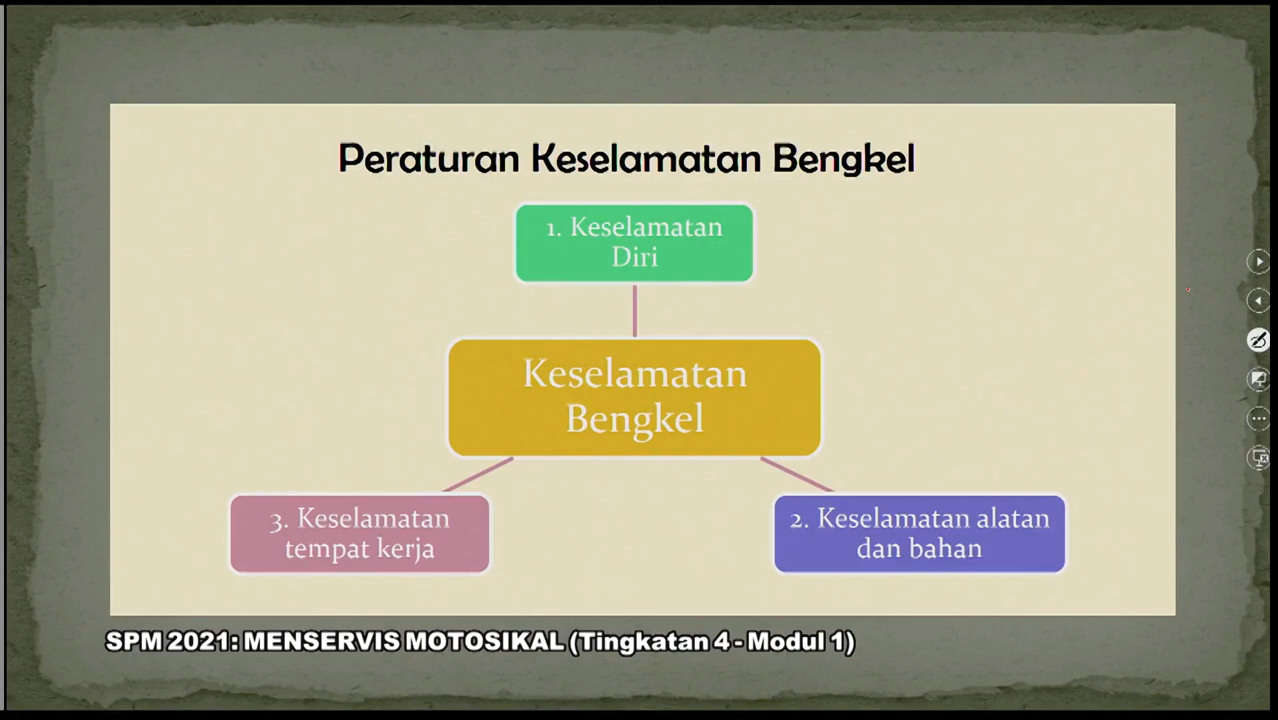 Peraturan Keselamatan Bengkel
1. Keselamatan
Diri
Keselamatan
Bengkel
3. Keselamatan
tempat kerja
2. Keselamatan alatan
dan bahan
SPM 2021: MENSERVIS MOTOSIKAL (Tingkatan 4 - Modul 1)